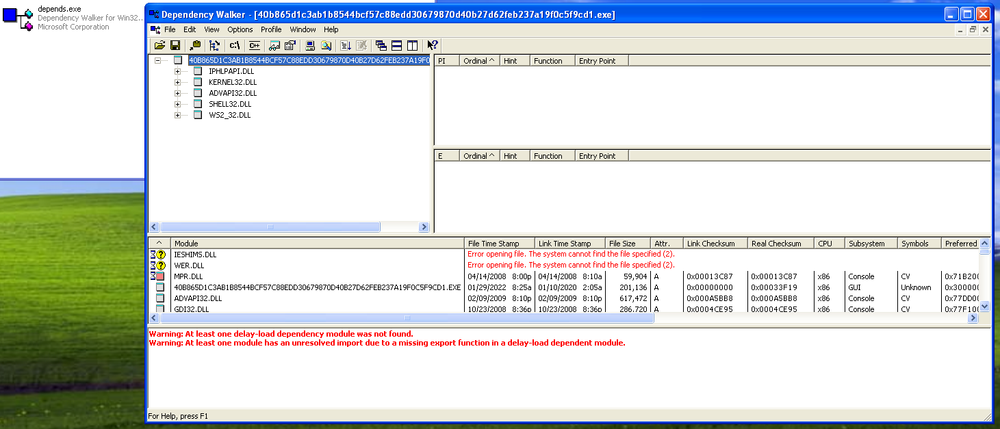 depends.exe
Dependency Walker for Win32...
Microsoft Corporation
Dependency Walker - [40b865d1c3ab1b8544bcf57c88edd30679870d40b27d62feb237a19f0c5f9cd1.exe]
File Edit View Options Profile Window Help
c:\ C++
40B865D1C3AB1B8544BCF57C88EDD30679870D40B27D62FEB237A19F0
IPHLPAPI.DLL
KERNEL32.DLL
ADVAPI32.DLL
SHELL32.DLL
WS2_32.DLL
PI Ordinal ^ Hint Function Entry Point
E Ordinal ^ Hint Function Entry Point
^ Module File Time Stamp Link Time Stamp File Size Attr. Link Checksum Real Checksum CPU Subsystem Symbols Preferred
IESHIMS.DLL Error opening file. The system cannot find the file specified (2).
WER.DLL Error opening file. The system cannot find the file specified (2).
MPR.DLL 04/14/2008 8:00p 04/14/2008 8:10a 59,904 A 0x00013C87 0x00013C87 x86 Console CV 0x71B200
40B865D1C3AB1B8544BCF57C88EDD30679870D40B27D62FEB237A19F0C5F9CD1.EXE 01/29/2022 8:25a 01/10/2020 2:05a 201,136 A 0x00000000 0x00033F19 x86 GUI Unknown 0x300000
ADVAPI32.DLL 02/09/2009 8:10p 02/09/2009 8:10p 617,472 A 0x000A5BB8 0x000A5BB8 x86 Console CV 0x77DD00
GDI32.DLL 10/23/2008 8:36p 10/23/2008 8:36p 286,720 A 0x0004CE95 0x0004CE95 x86 Console CV 0x77F100
Warning: At least one delay-load dependency module was not found.
Warning: At least one module has an unresolved import due to a missing export function in a delay-load dependent module.
For Help, press F1